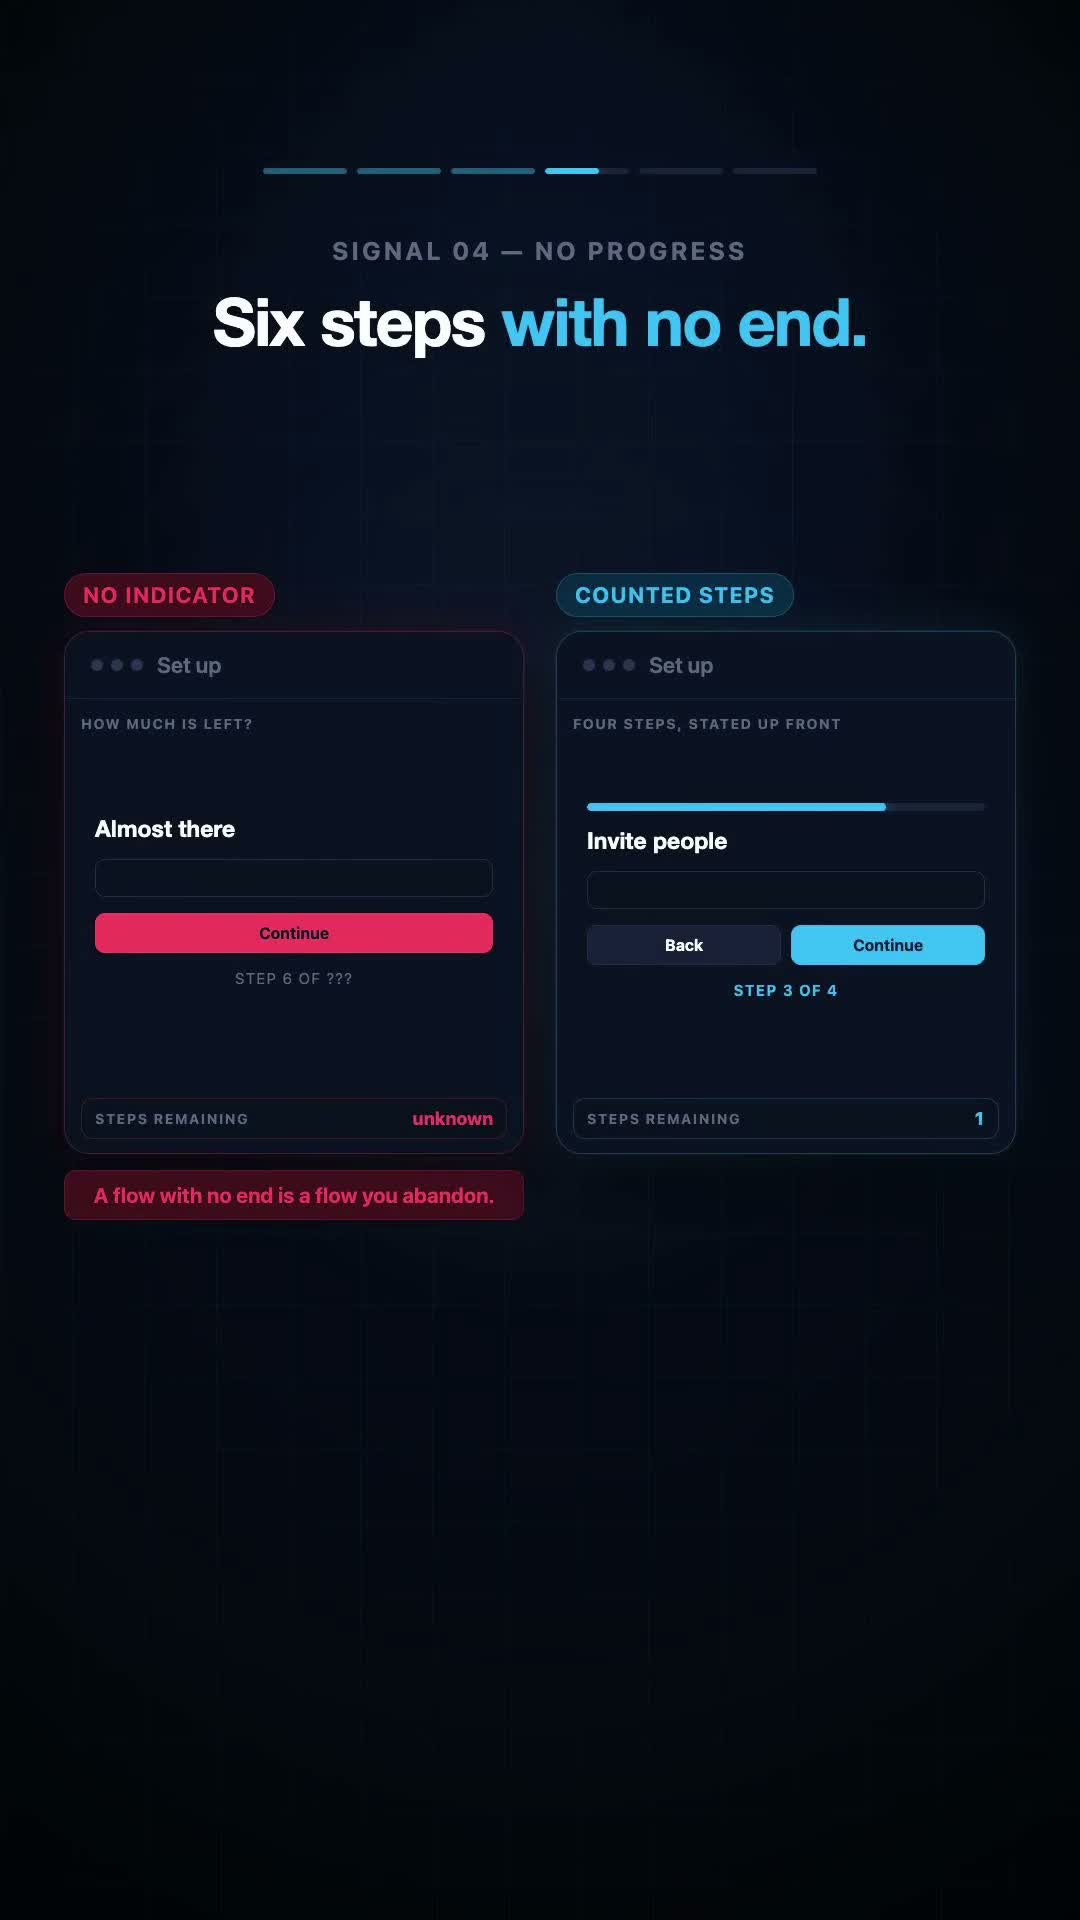 SIGNAL 04 — NO PROGRESS
Six steps with no end.
NO INDICATOR
Set up
HOW MUCH IS LEFT?
Almost there
Continue
STEP 6 OF ???
STEPS REMAINING unknown
A flow with no end is a flow you abandon.
COUNTED STEPS
Set up
FOUR STEPS, STATED UP FRONT
Invite people
Back Continue
STEP 3 OF 4
STEPS REMAINING 1